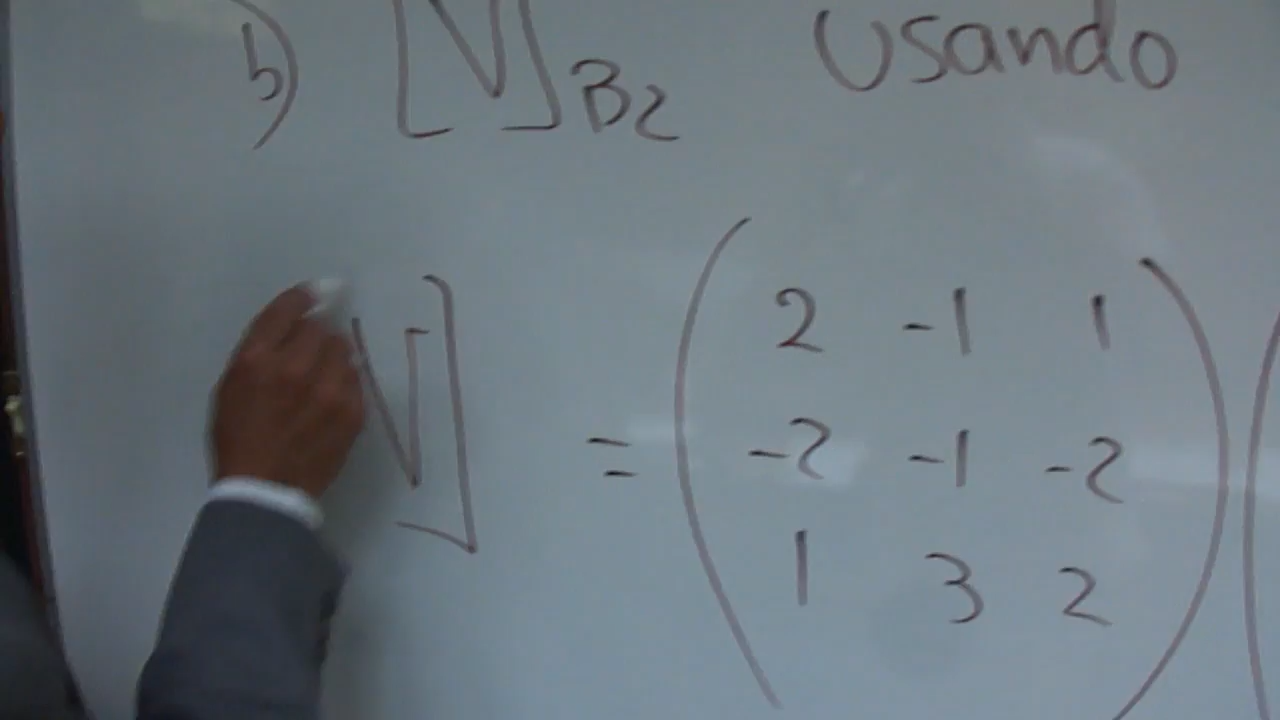 b) [V]B2 Usando
V] = (2 -1 1
-2 -1 -2
1 3 2) (